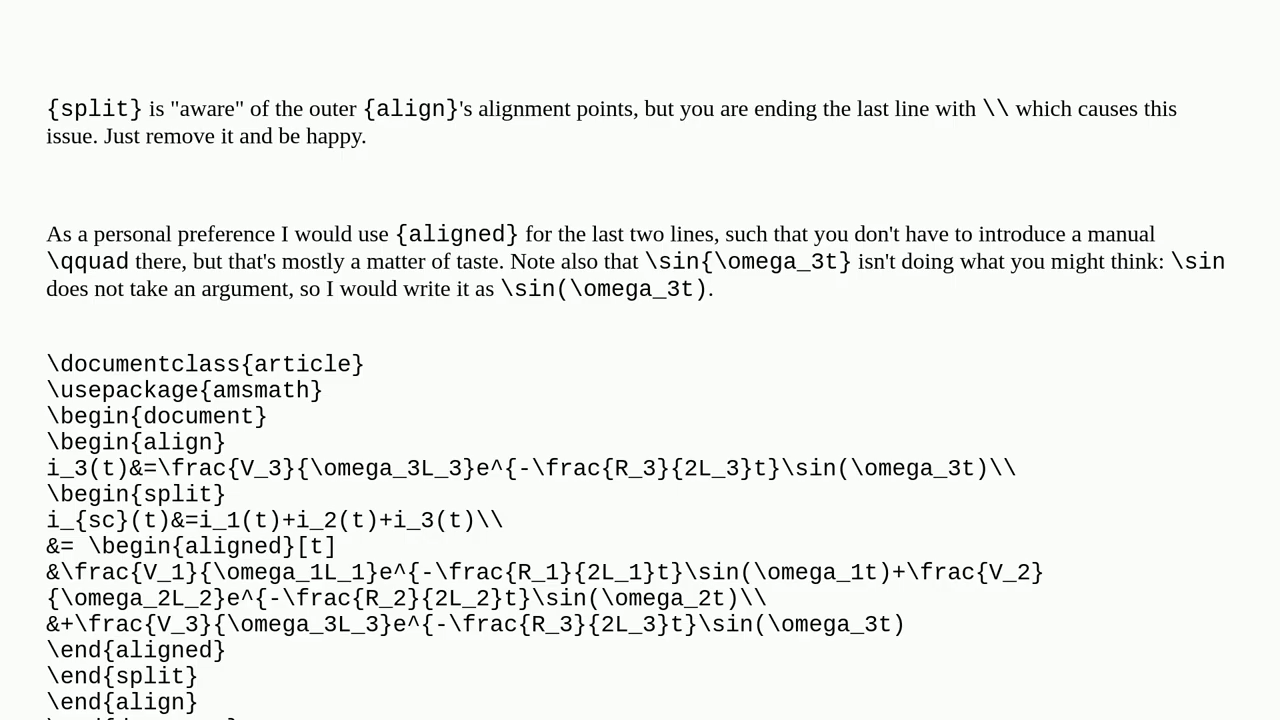 {split} is "aware" of the outer {align}'s alignment points, but you are ending the last line with \\ which causes this
issue. Just remove it and be happy.
As a personal preference I would use {aligned} for the last two lines, such that you don't have to introduce a manual
\qquad there, but that's mostly a matter of taste. Note also that \sin{\omega_3t} isn't doing what you might think: \sin
does not take an argument, so I would write it as \sin(\omega_3t).
\documentclass{article}
\usepackage{amsmath}
\begin{document}
\begin{align}
i_3(t)&=\frac{V_3}{\omega_3L_3}e^{-\frac{R_3}{2L_3}t}\sin(\omega_3t)\\
\begin{split}
i_{sc}(t)&=i_1(t)+i_2(t)+i_3(t)\\
&= \begin{aligned}[t]
&\frac{V_1}{\omega_1L_1}e^{-\frac{R_1}{2L_1}t}\sin(\omega_1t)+\frac{V_2}
{\omega_2L_2}e^{-\frac{R_2}{2L_2}t}\sin(\omega_2t)\\
&+\frac{V_3}{\omega_3L_3}e^{-\frac{R_3}{2L_3}t}\sin(\omega_3t)
\end{aligned}
\end{split}
\end{align}